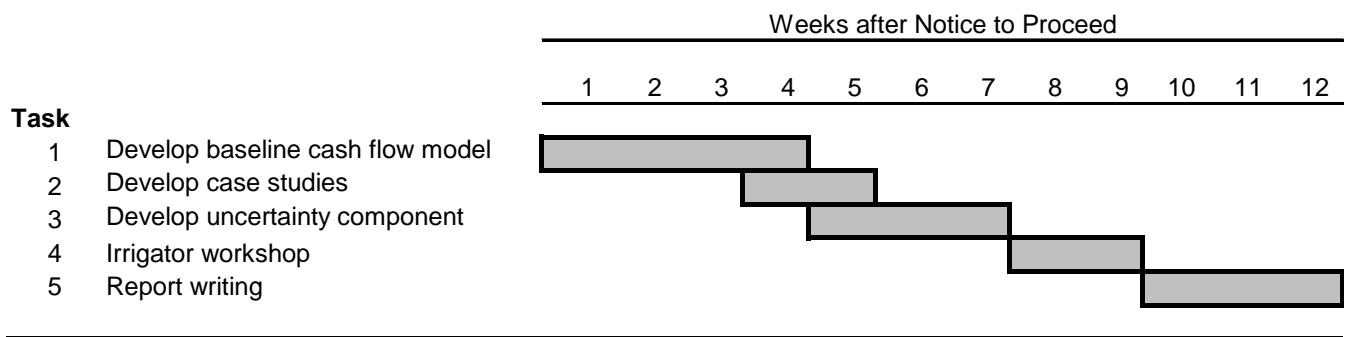 Weeks after Notice to Proceed
1 2 3 4 5 6 7 8 9 10 11 12
Task
1 Develop baseline cash flow model
2 Develop case studies
3 Develop uncertainty component
4 Irrigator workshop
5 Report writing